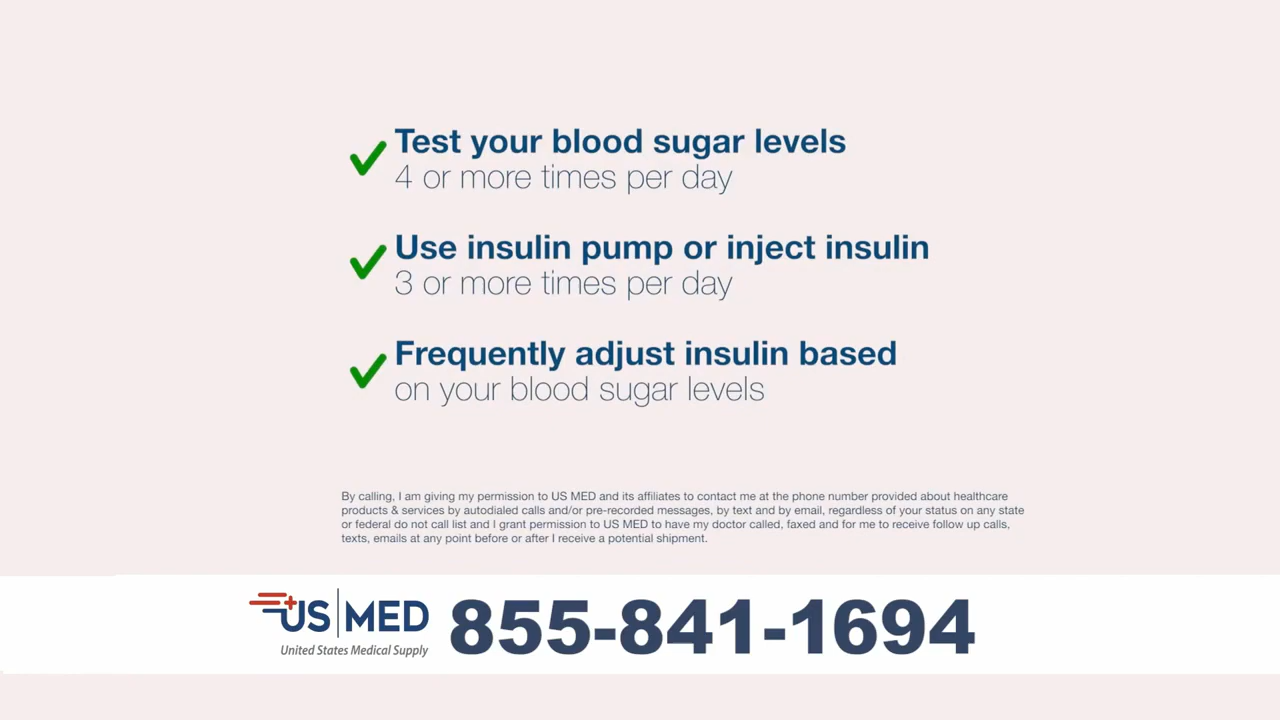 Test your blood sugar levels
4 or more times per day
Use insulin pump or inject insulin
3 or more times per day
Frequently adjust insulin based
on your blood sugar levels
By calling, I am giving my permission to US MED and its affiliates to contact me at the phone number provided about healthcare
products & services by autodialed calls and/or pre-recorded messages, by text and by email, regardless of your status on any state
or federal do not call list and I grant permission to US MED to have my doctor called, faxed and for me to receive follow up calls,
texts, emails at any point before or after I receive a potential shipment.
US MED
United States Medical Supply
855-841-1694